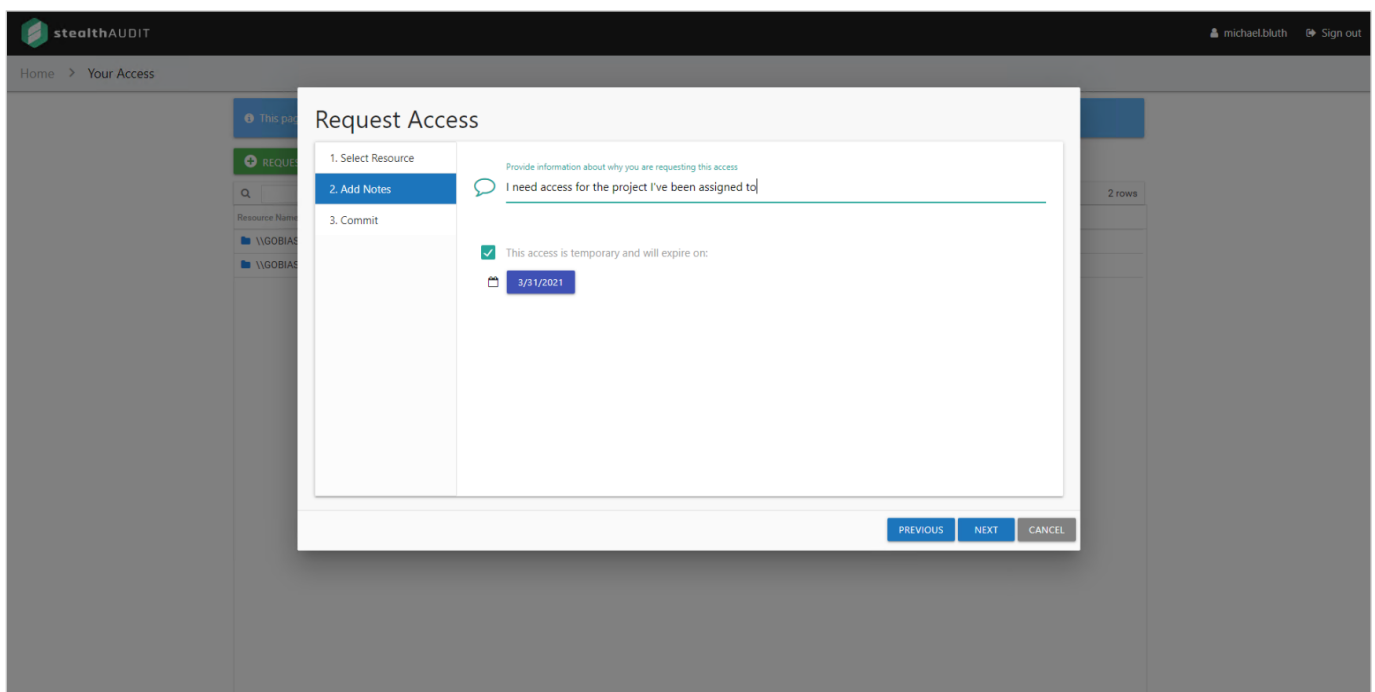 stealthAUDIT
michael.bluth Sign out
Home > Your Access
This pag
Request Access
REQUES
1. Select Resource
Provide information about why you are requesting this access
2. Add Notes
I need access for the project I've been assigned to
2 rows
Resource Name
3. Commit
\\GOBIAS
This access is temporary and will expire on:
\\GOBIAS
3/31/2021
PREVIOUS NEXT CANCEL